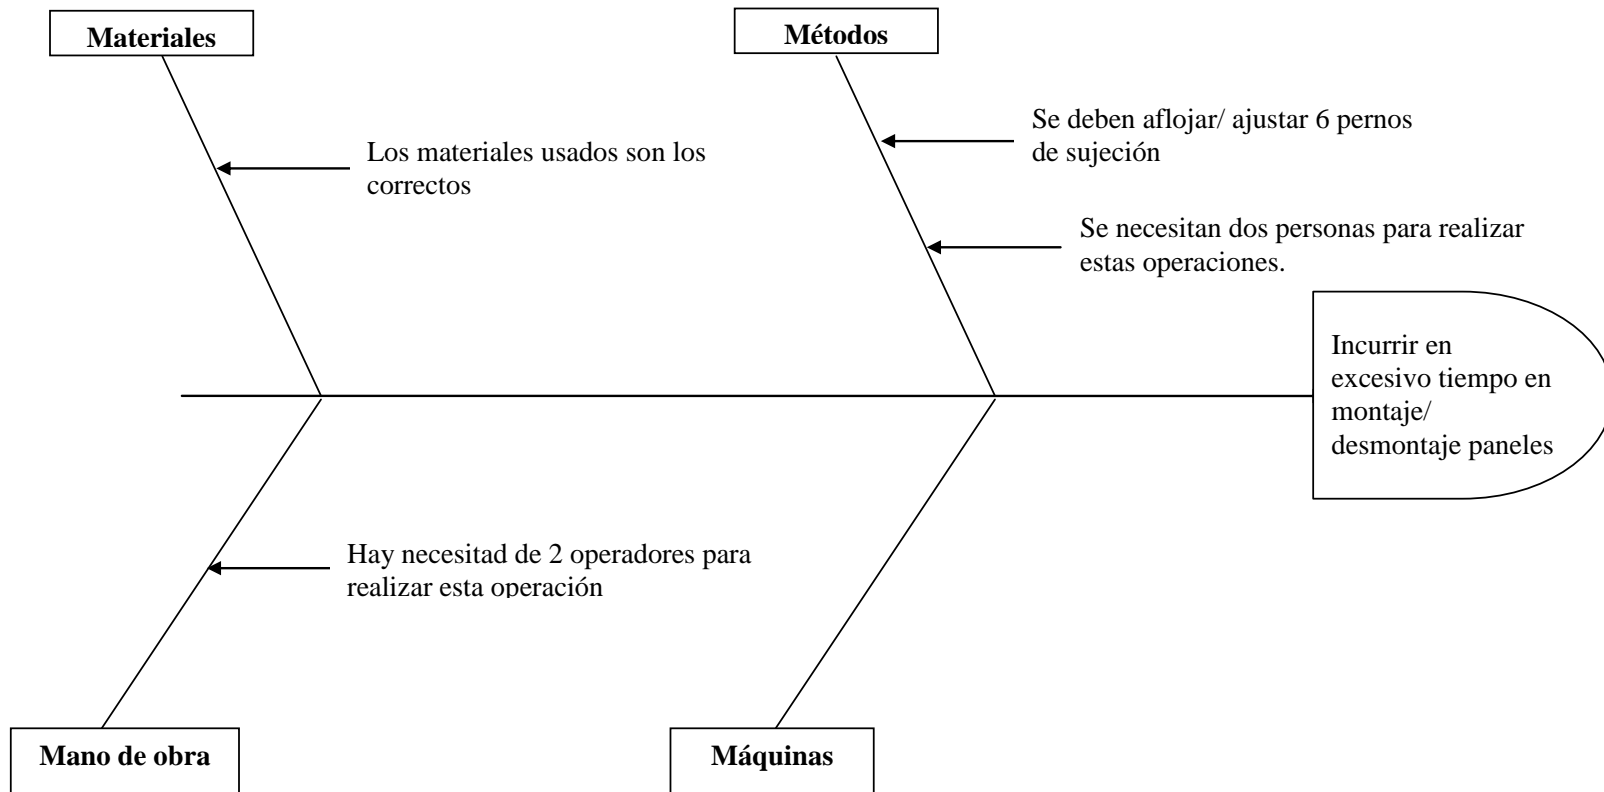 Materiales
Métodos
Se deben aflojar/ ajustar 6 pernos
de sujeción
Los materiales usados son los
correctos
Se necesitan dos personas para realizar
estas operaciones.
Incurrir en
excesivo tiempo en
montaje/
desmontaje paneles
Hay necesitad de 2 operadores para
realizar esta operación
Mano de obra
Máquinas